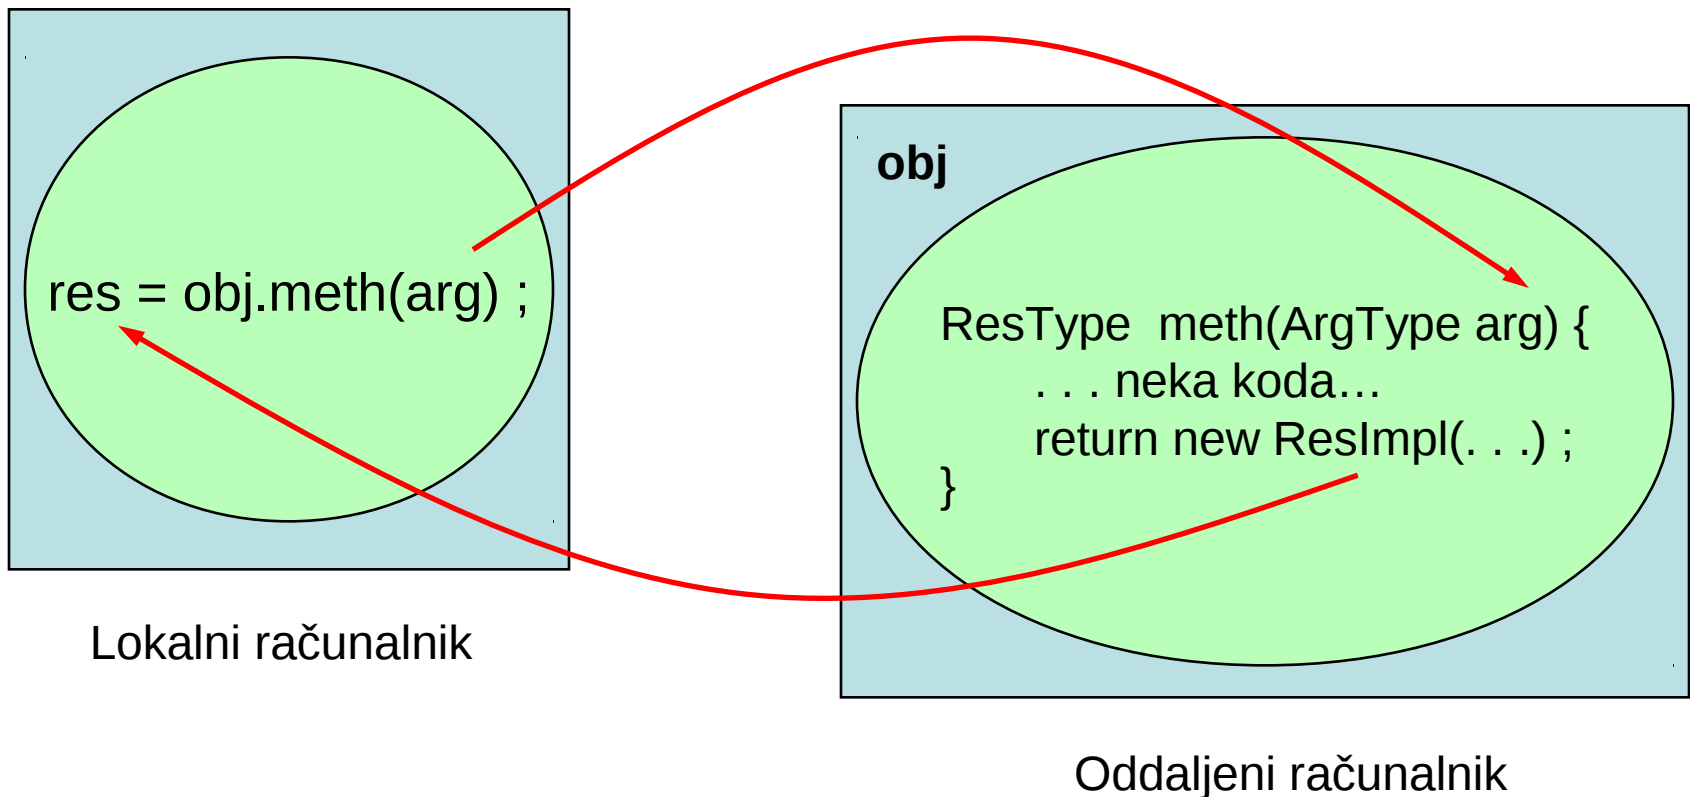 res = obj.meth(arg) ;
Lokalni računalnik
obj
ResType  meth(ArgType arg) {
. . . neka koda…
return new ResImpl(. . .) ;
}
Oddaljeni računalnik